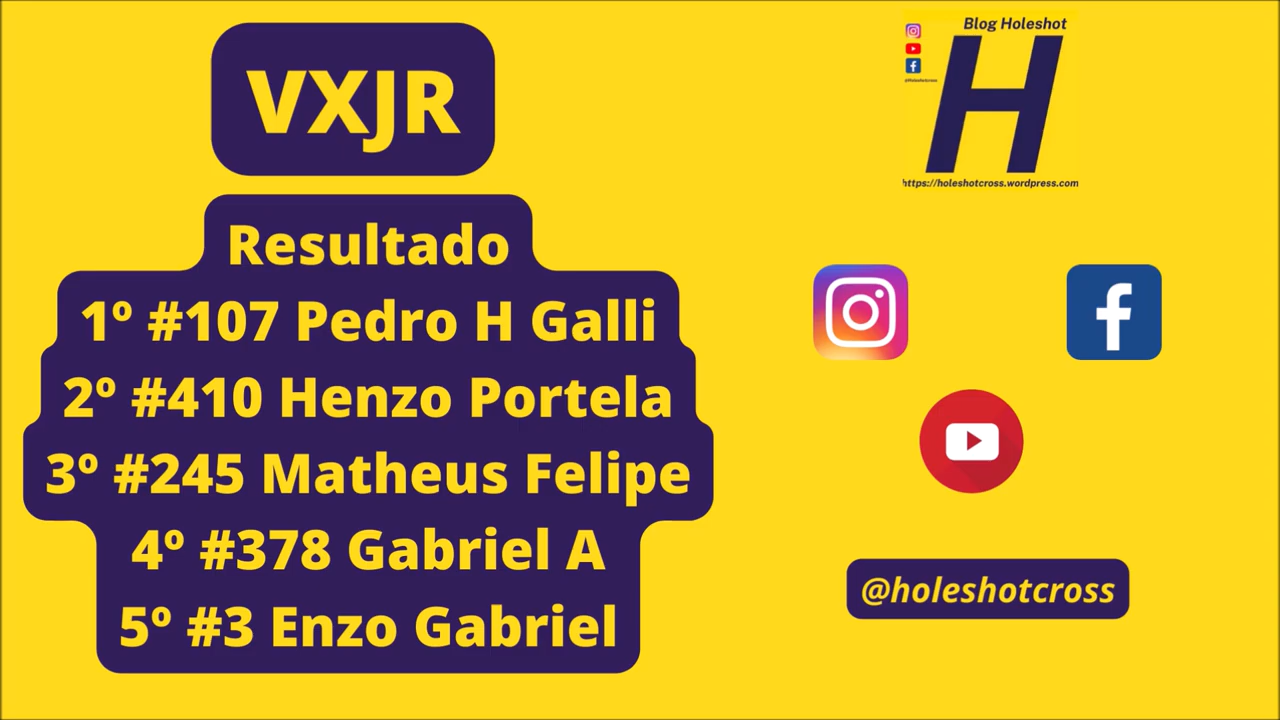 VXJR
Resultado
1º #107 Pedro H Galli
2º #410 Henzo Portela
3º #245 Matheus Felipe
4º #378 Gabriel A
5º #3 Enzo Gabriel
Blog Holeshot
@Holeshotcross
H
https://holeshotcross.wordpress.com
@holeshotcross